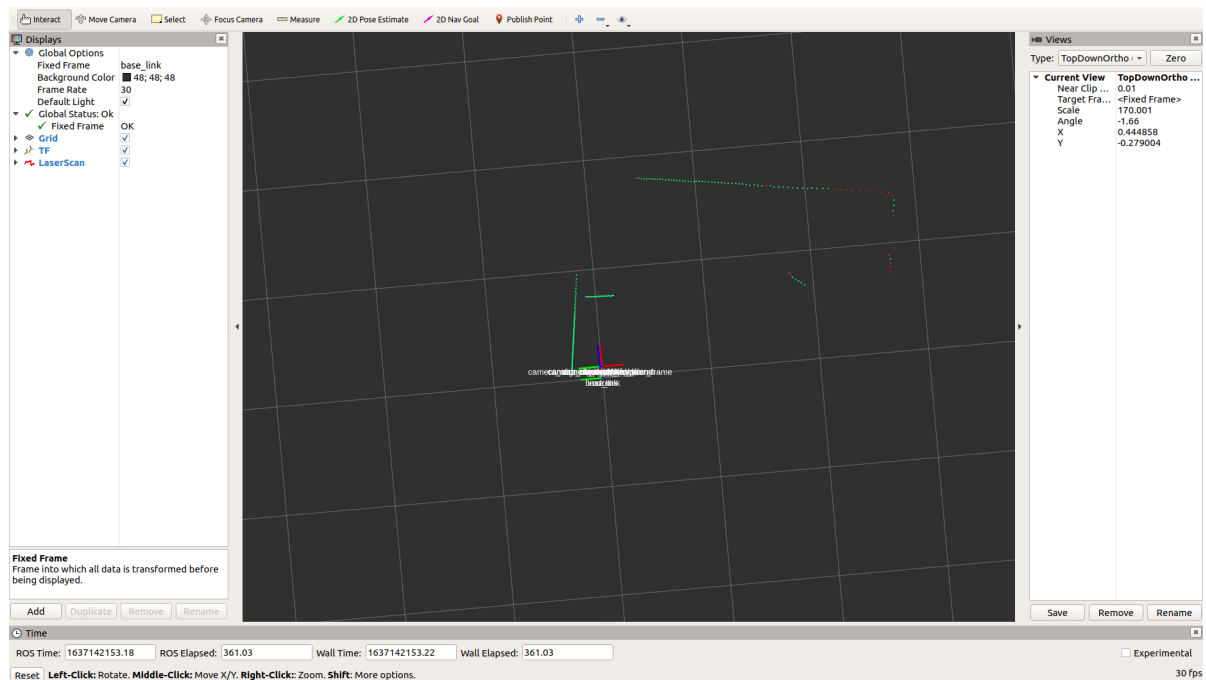 Interact Move Camera Select Focus Camera Measure 2D Pose Estimate 2D Nav Goal Publish Point
Displays
Global Options
Fixed Frame base_link
Background Color 48; 48; 48
Frame Rate 30
Default Light
Global Status: Ok
Fixed Frame OK
Grid
TF
LaserScan
Fixed Frame
Frame into which all data is transformed before
being displayed.
Add Duplicate Remove Rename
Views
Type: TopDownOrtho Zero
Current View TopDownOrtho ...
Near Clip ... 0.01
Target Fra... <Fixed Frame>
Scale 170.001
Angle -1.66
X 0.444858
Y -0.279004
Save Remove Rename
Time
ROS Time: 1637142153.18 ROS Elapsed: 361.03 Wall Time: 1637142153.22 Wall Elapsed: 361.03 Experimental
Reset Left-Click: Rotate. Middle-Click: Move X/Y. Right-Click:: Zoom. Shift: More options. 30 fps